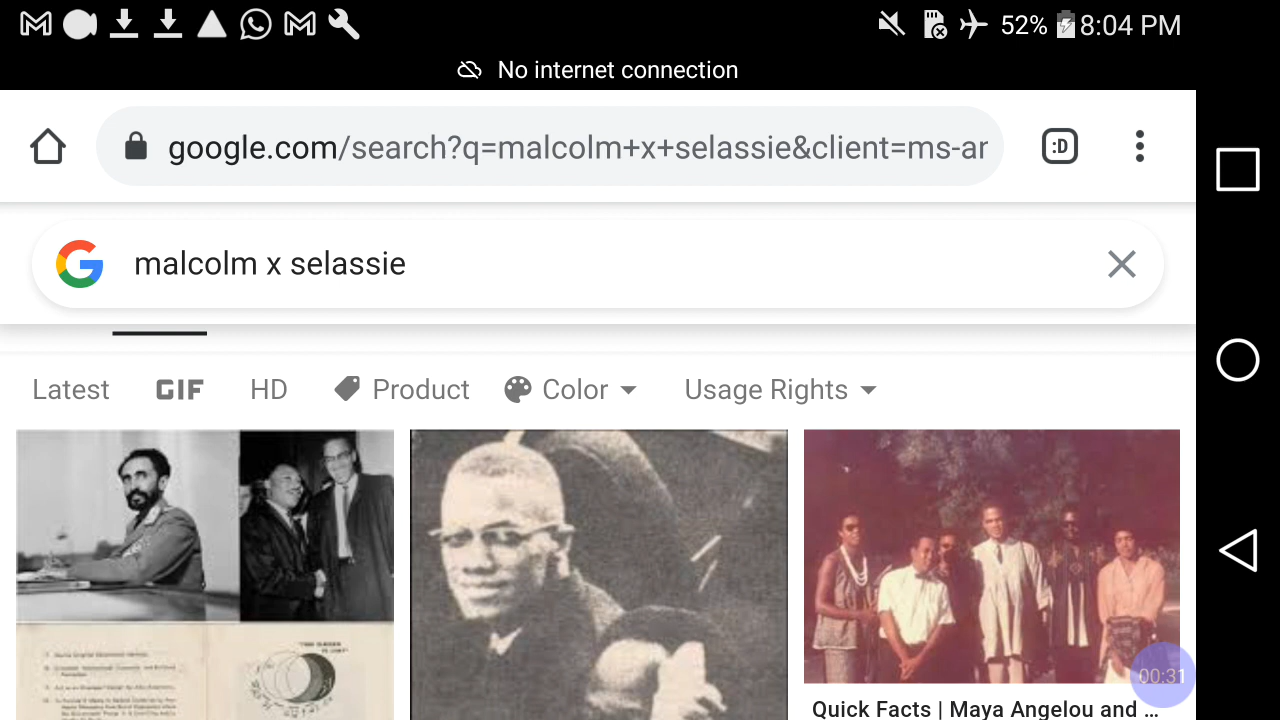 52% 8:04 PM
No internet connection
google.com/search?q=malcolm+x+selassie&client=ms-ar
:D
malcolm x selassie
Latest GIF HD Product Color Usage Rights
00:31
Quick Facts | Maya Angelou and ...